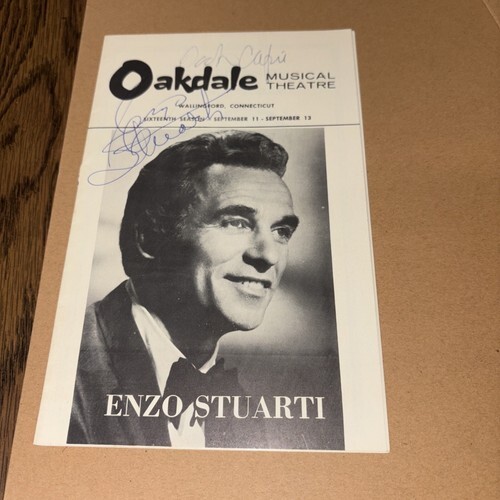 Oakdale MUSICAL THEATRE
WALLINGFORD, CONNECTICUT
SIXTEENTH SEASON SEPTEMBER 11 - SEPTEMBER 13
ENZO STUARTI